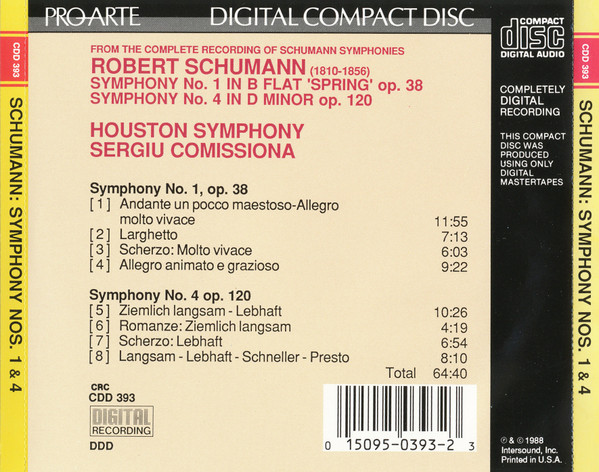 CDD 393
SCHUMANN: SYMPHONY NOS. 1 & 4
PRO-ARTE DIGITAL COMPACT DISC
FROM THE COMPLETE RECORDING OF SCHUMANN SYMPHONIES
ROBERT SCHUMANN (1810-1856)
SYMPHONY No. 1 IN B FLAT 'SPRING' op. 38
SYMPHONY No. 4 IN D MINOR op. 120
HOUSTON SYMPHONY
SERGIU COMISSIONA
Symphony No. 1, op. 38
[1] Andante un pocco maestoso-Allegro
molto vivace 11:55
[2] Larghetto 7:13
[3] Scherzo: Molto vivace 6:03
[4] Allegro animato e grazioso 9:22
Symphony No. 4 op. 120
[5] Ziemlich langsam - Lebhaft 10:26
[6] Romanze: Ziemlich langsam 4:19
[7] Scherzo: Lebhaft 6:54
[8] Langsam - Lebhaft - Schneller - Presto 8:10
Total 64:40
CRC
CDD 393
DIGITAL
RECORDING
DDD
0 15095-0393-2 3
COMPACT
disc
DIGITAL AUDIO
COMPLETELY
DIGITAL
RECORDING
THIS COMPACT
DISC WAS
PRODUCED
USING ONLY
DIGITAL
MASTERTAPES
℗ & © 1988
Intersound, Inc.
Printed in U.S.A.
CDD 393
SCHUMANN: SYMPHONY NOS. 1 & 4